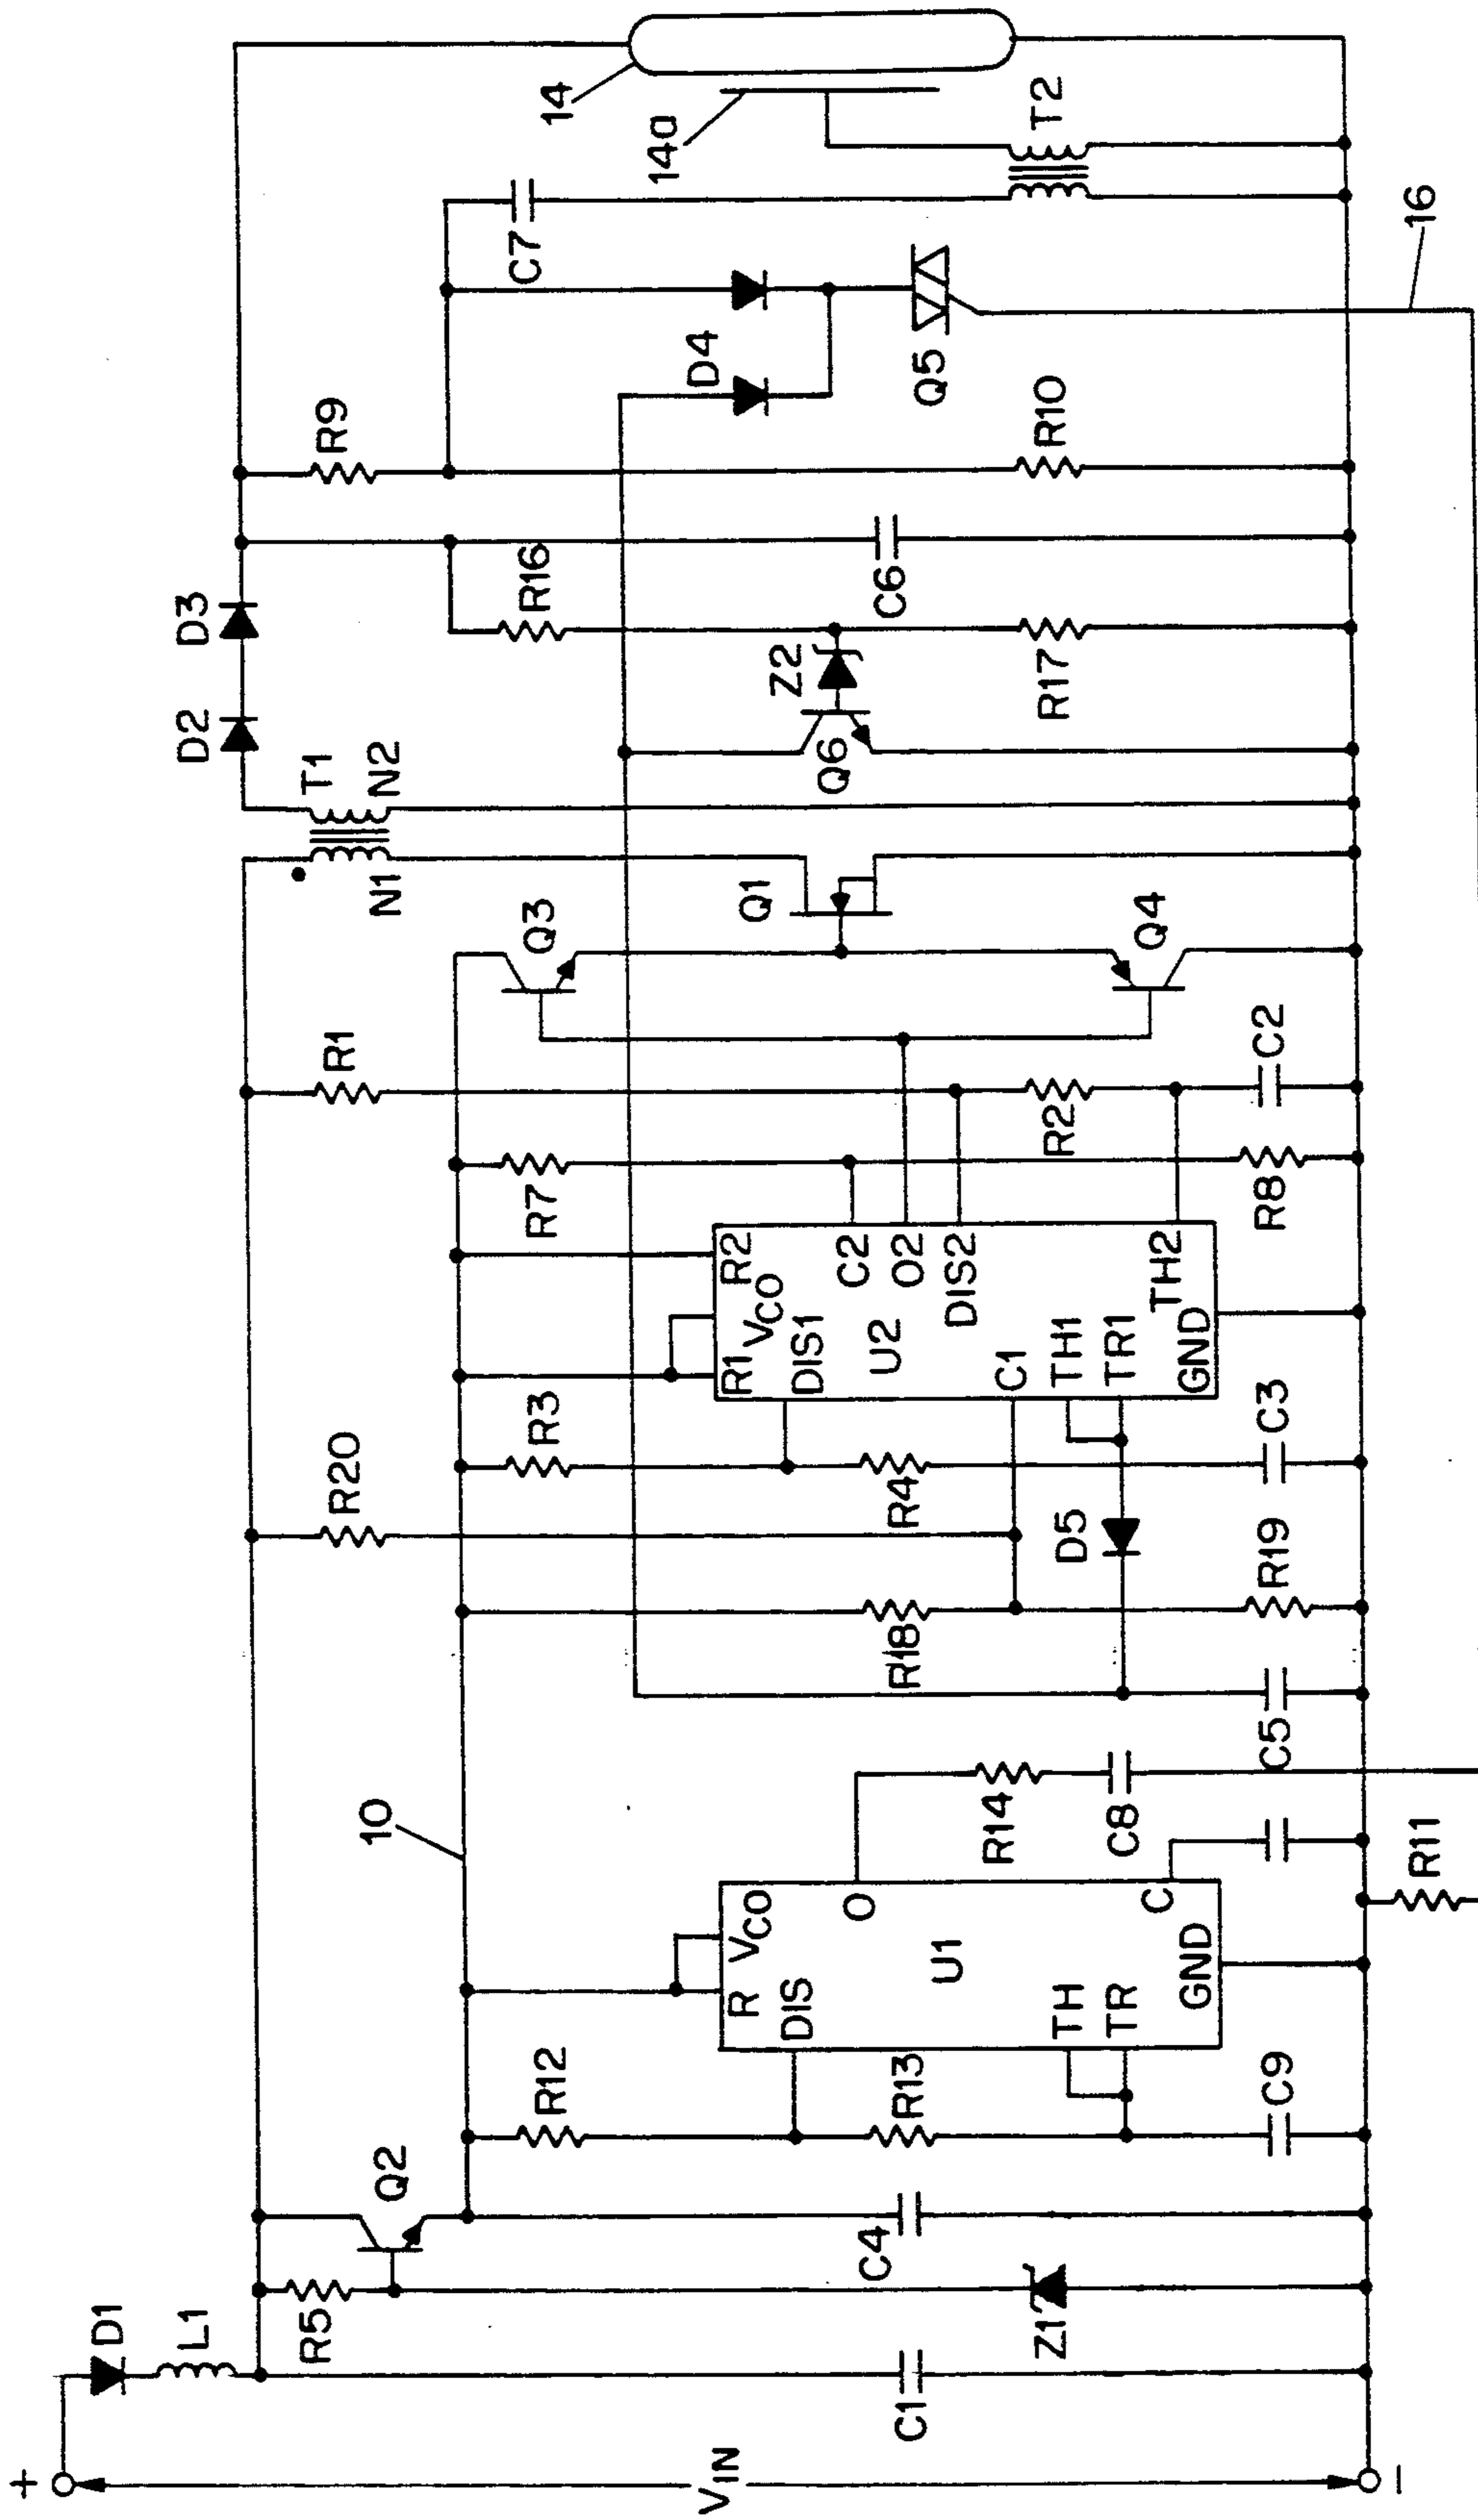 +
VIN
−
D1
L1
C1
R5
Z1
Q2
C4
R12
R13
C9
R
VCO
DIS
U1
O
TH
TR
C
GND
R11
10
R14
C8
C5
R18
R19
D5
R20
R3
R4
C3
R1
VCO
R2
DIS1
U2
C2
O2
DIS2
C1
TH1
TR1
TH2
GND
R7
R8
R1
R2
C2
Q3
Q4
Q1
N1
T1
N2
D2
D3
Q6
Z2
R16
R17
C6
R9
R10
D4
Q5
C7
16
T2
14
14a